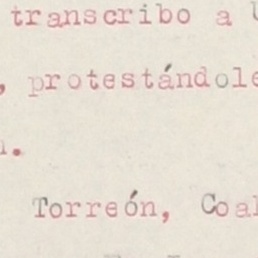 transcribo a
, protestándole
.
Torreón, Coa